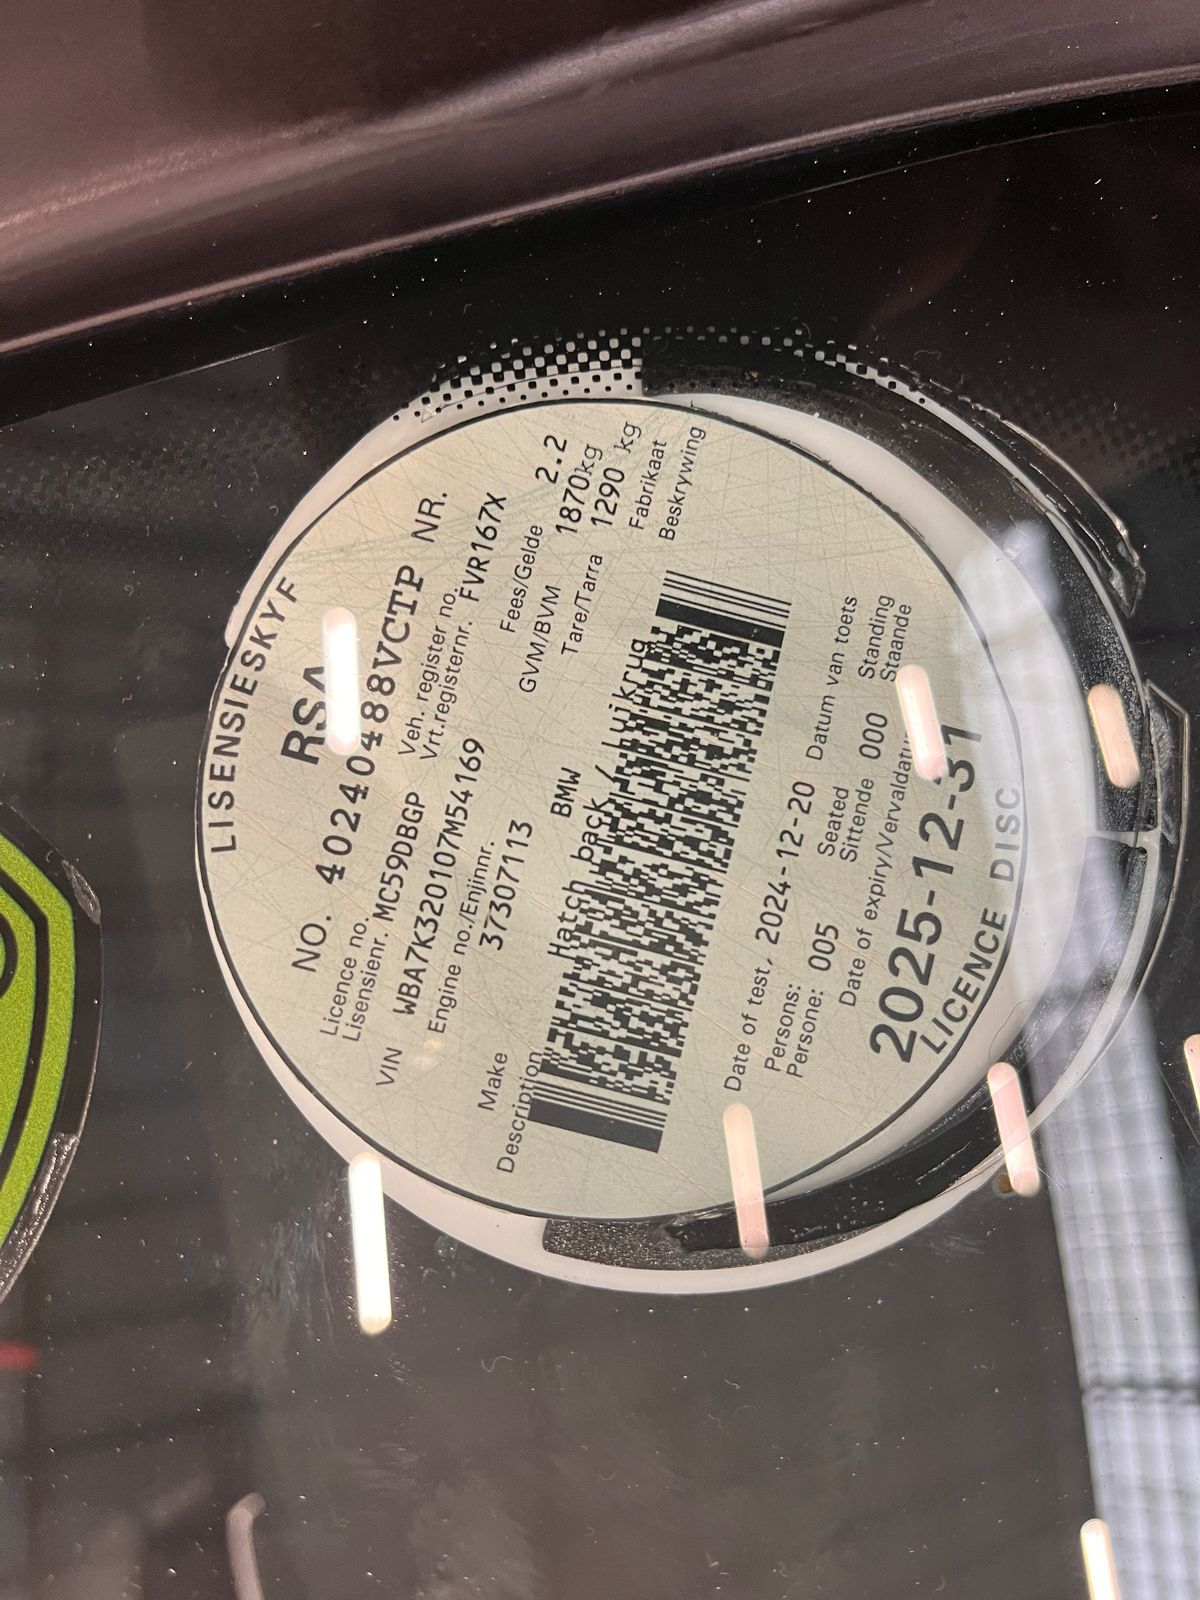 LISENSIESKYF
RSA
NO. 40240488VCTP NR.
Licence no.
Lisensienr. MC59DBGP
Veh. register no.
Vrt.registernr. FVR167X
VIN WBA7K320107M54169
Engine no./Enjinnr.
37307113
Fees/Gelde 2.2
GVM/BVM 1870kg
Tare/Tarra 1290 kg
Make BMW Fabrikaat
Description Hatch back / Luikrug Beskrywing
Date of test, 2024-12-20 Datum van toets
Persons: Seated Standing
Persone: 005 Sittende 000 Staande
Date of expiry/Vervaldatum
2025-12-31
LICENCE DISC